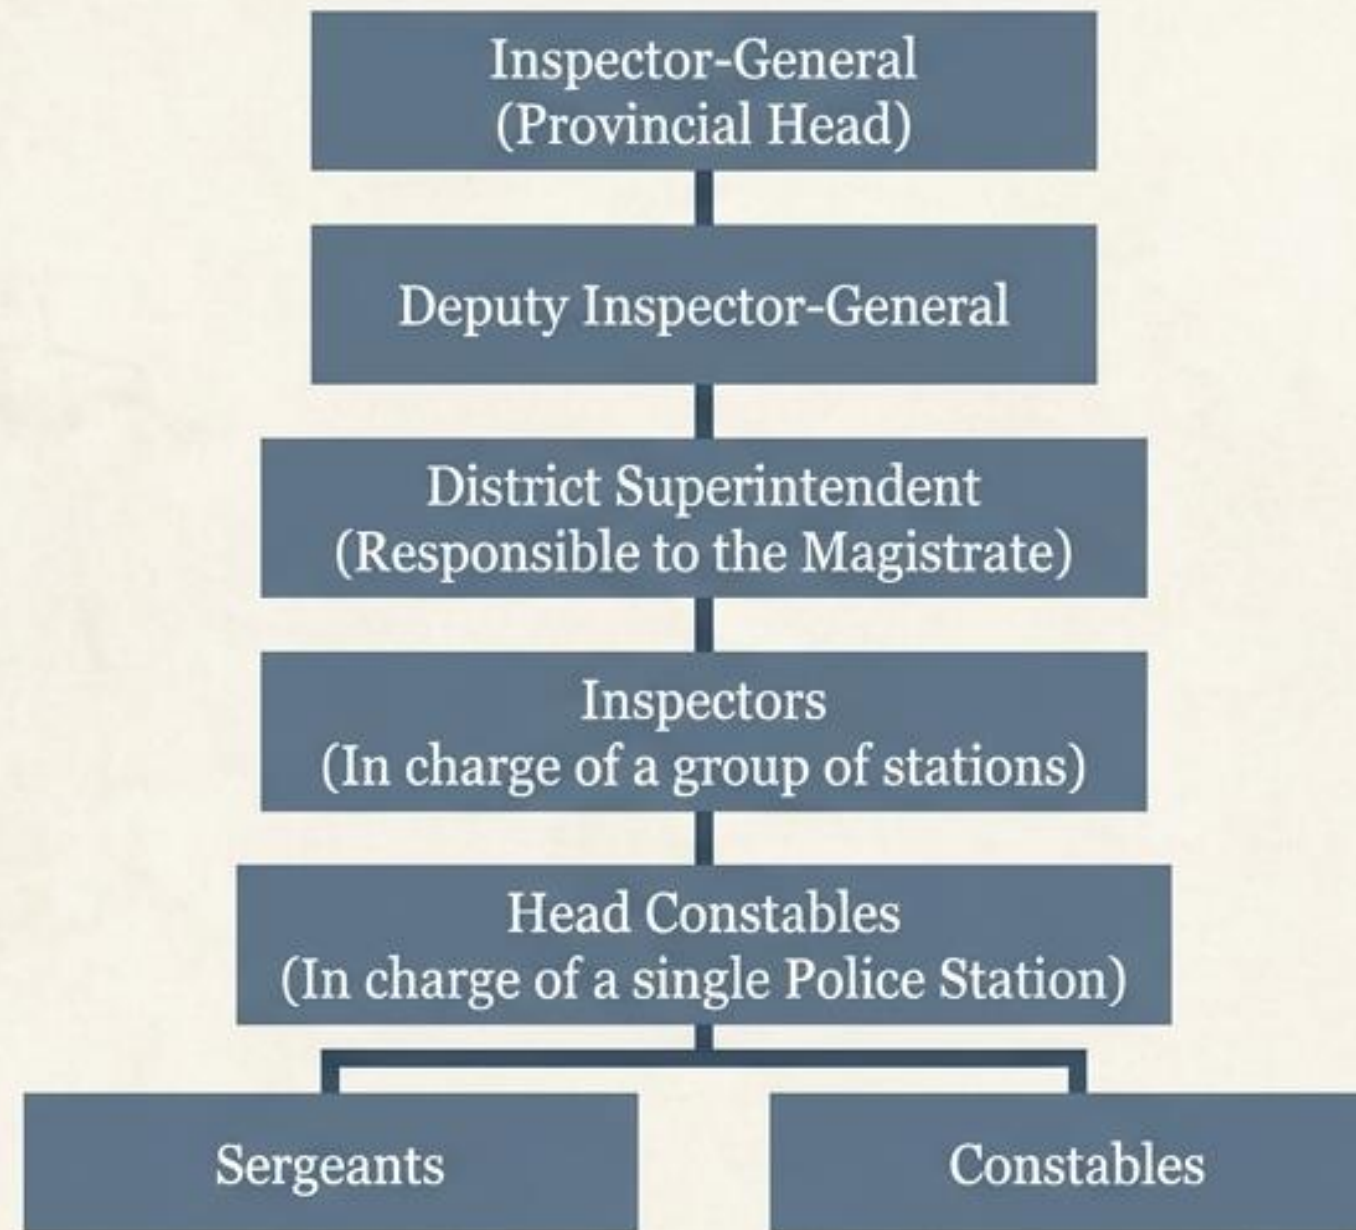 Inspector-General
(Provincial Head)
Deputy Inspector-General
District Superintendent
(Responsible to the Magistrate)
Inspectors
(In charge of a group of stations)
Head Constables
(In charge of a single Police Station)
Sergeants
Constables